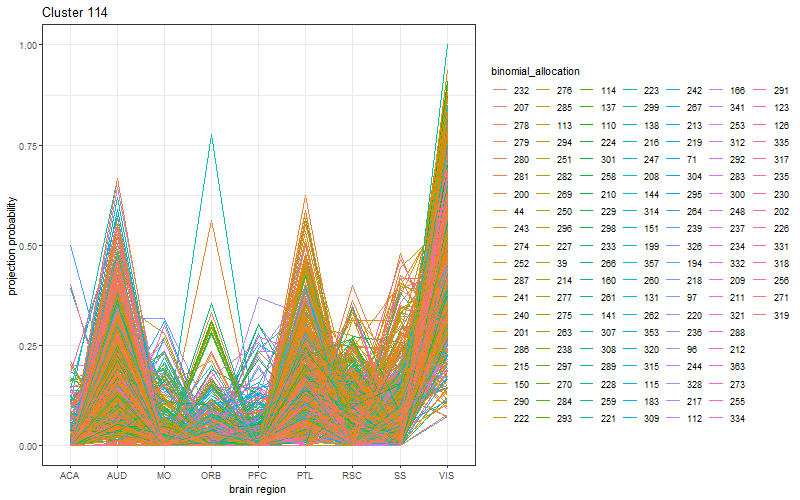 Cluster 114
1.00
0.75
0.50
0.25
0.00
projection probability
ACA AUD MO ORB PFC PTL RSC SS VIS
brain region
binomial_allocation
232 276 114 223 242 166 291
207 285 137 299 267 341 123
278 113 110 138 213 253 126
279 294 224 216 219 312 335
280 251 301 247 71 292 317
281 282 258 208 304 283 235
200 269 210 144 295 300 230
44 250 229 314 264 248 202
243 296 298 151 239 237 226
274 227 233 199 326 234 331
252 39 266 357 194 332 318
287 214 160 260 218 209 256
241 277 261 131 97 211 271
240 275 141 262 220 321 319
201 263 307 353 236 288
286 238 308 320 96 212
215 297 289 315 244 363
150 270 228 115 328 273
290 284 259 183 217 255
222 293 221 309 112 334